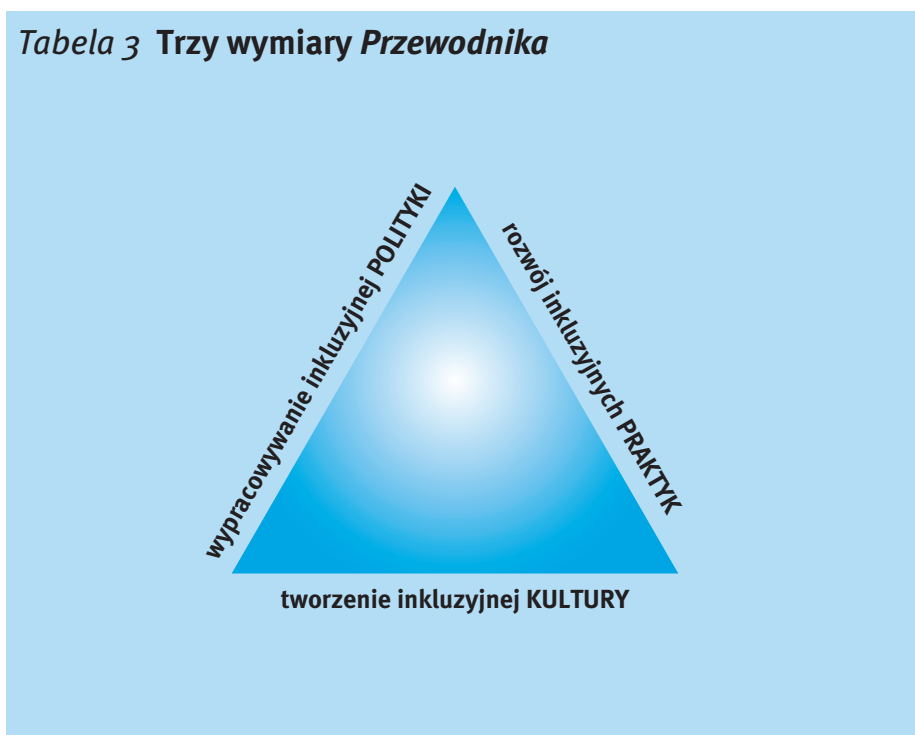 Tabela 3 Trzy wymiary Przewodnika
wypracowywanie inkluzyjnej POLITYKI
rozwój inkluzyjnych PRAKTYK
tworzenie inkluzyjnej KULTURY